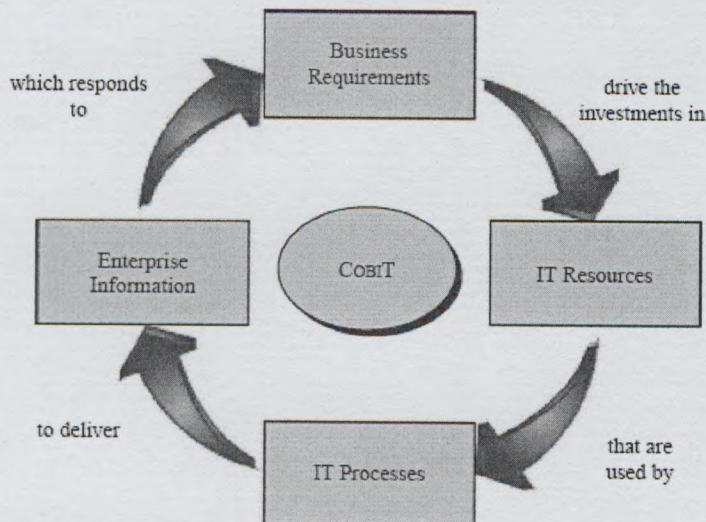 Business
Requirements
drive the
investments in
IT Resources
that are
used by
IT Processes
to deliver
Enterprise
Information
which responds
to
COBIT